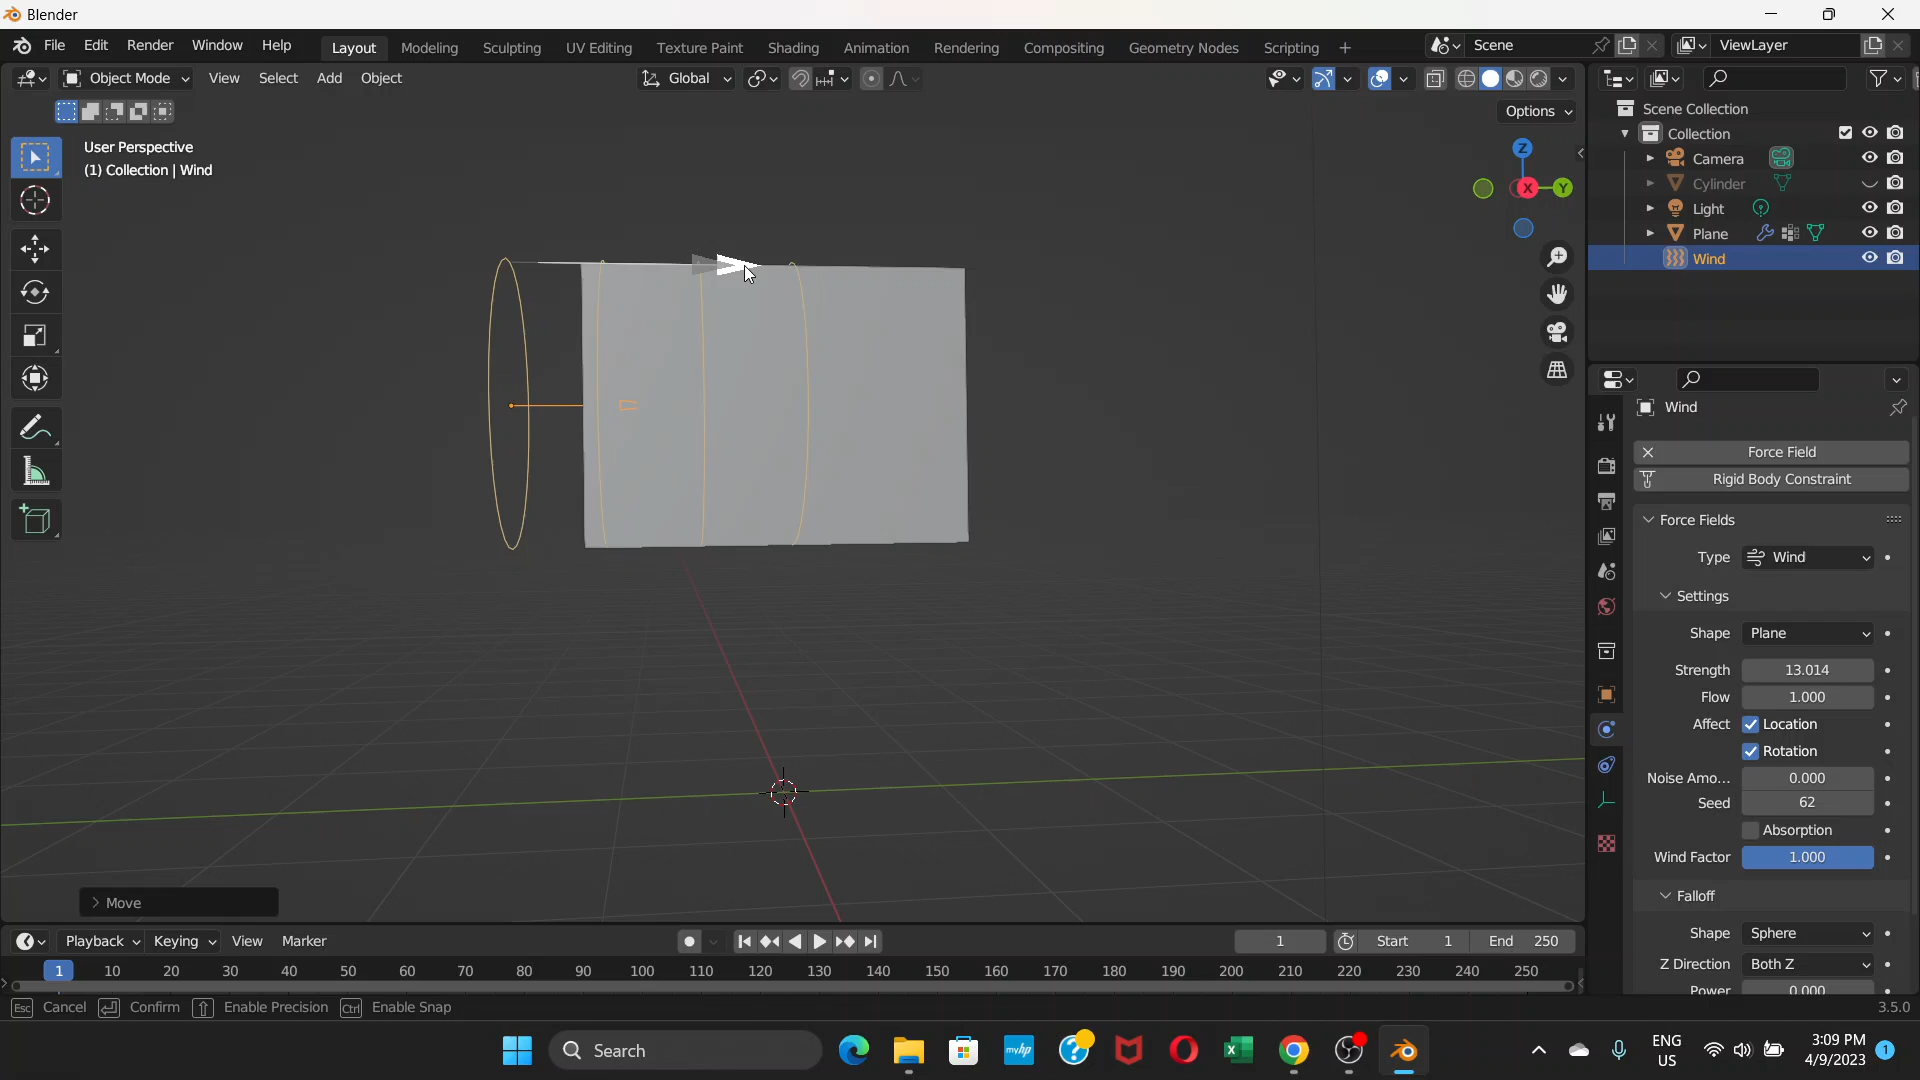 Blender
File Edit Render Window Help Layout Modeling Sculpting UV Editing Texture Paint Shading Animation Rendering Compositing Geometry Nodes Scripting + Scene ViewLayer
Object Mode View Select Add Object Global
Options
User Perspective
(1) Collection | Wind
Z
X
Y
Scene Collection
Collection
Camera
Cylinder
Light
Plane
Wind
Wind
Force Field
Rigid Body Constraint
Force Fields
Type Wind
Settings
Shape Plane
Strength 13.014
Flow 1.000
Affect Location
Rotation
Noise Amo... 0.000
Seed 62
Absorption
Wind Factor 1.000
Falloff
Shape Sphere
Z Direction Both Z
Power 0.000
Move
Playback Keying View Marker 1 Start 1 End 250
1 10 20 30 40 50 60 70 80 90 100 110 120 130 140 150 160 170 180 190 200 210 220 230 240 250
Esc Cancel Confirm Enable Precision Ctrl Enable Snap 3.5.0
Search
myhp
ENG
US
3:09 PM
4/9/2023
1